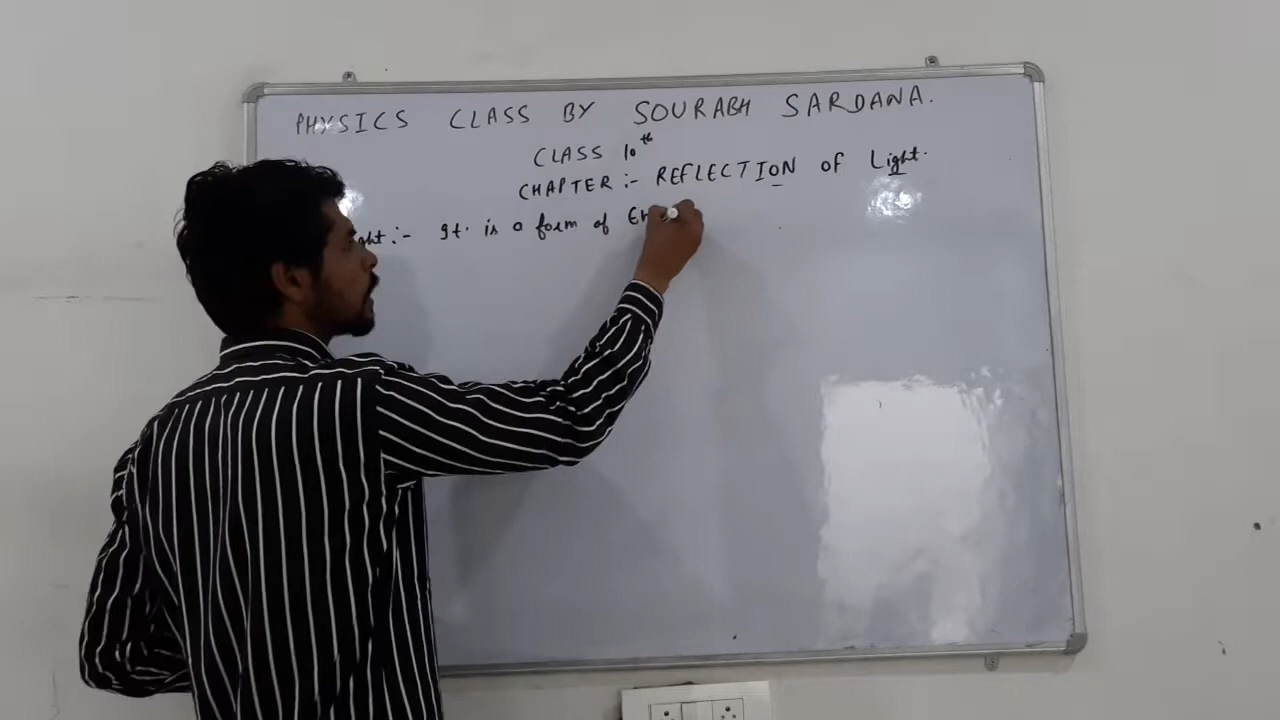 PHYSICS CLASS BY SOURABH SARDANA.
CLASS 10th
CHAPTER :- REFLECTION OF Light.
:- It. is a form of